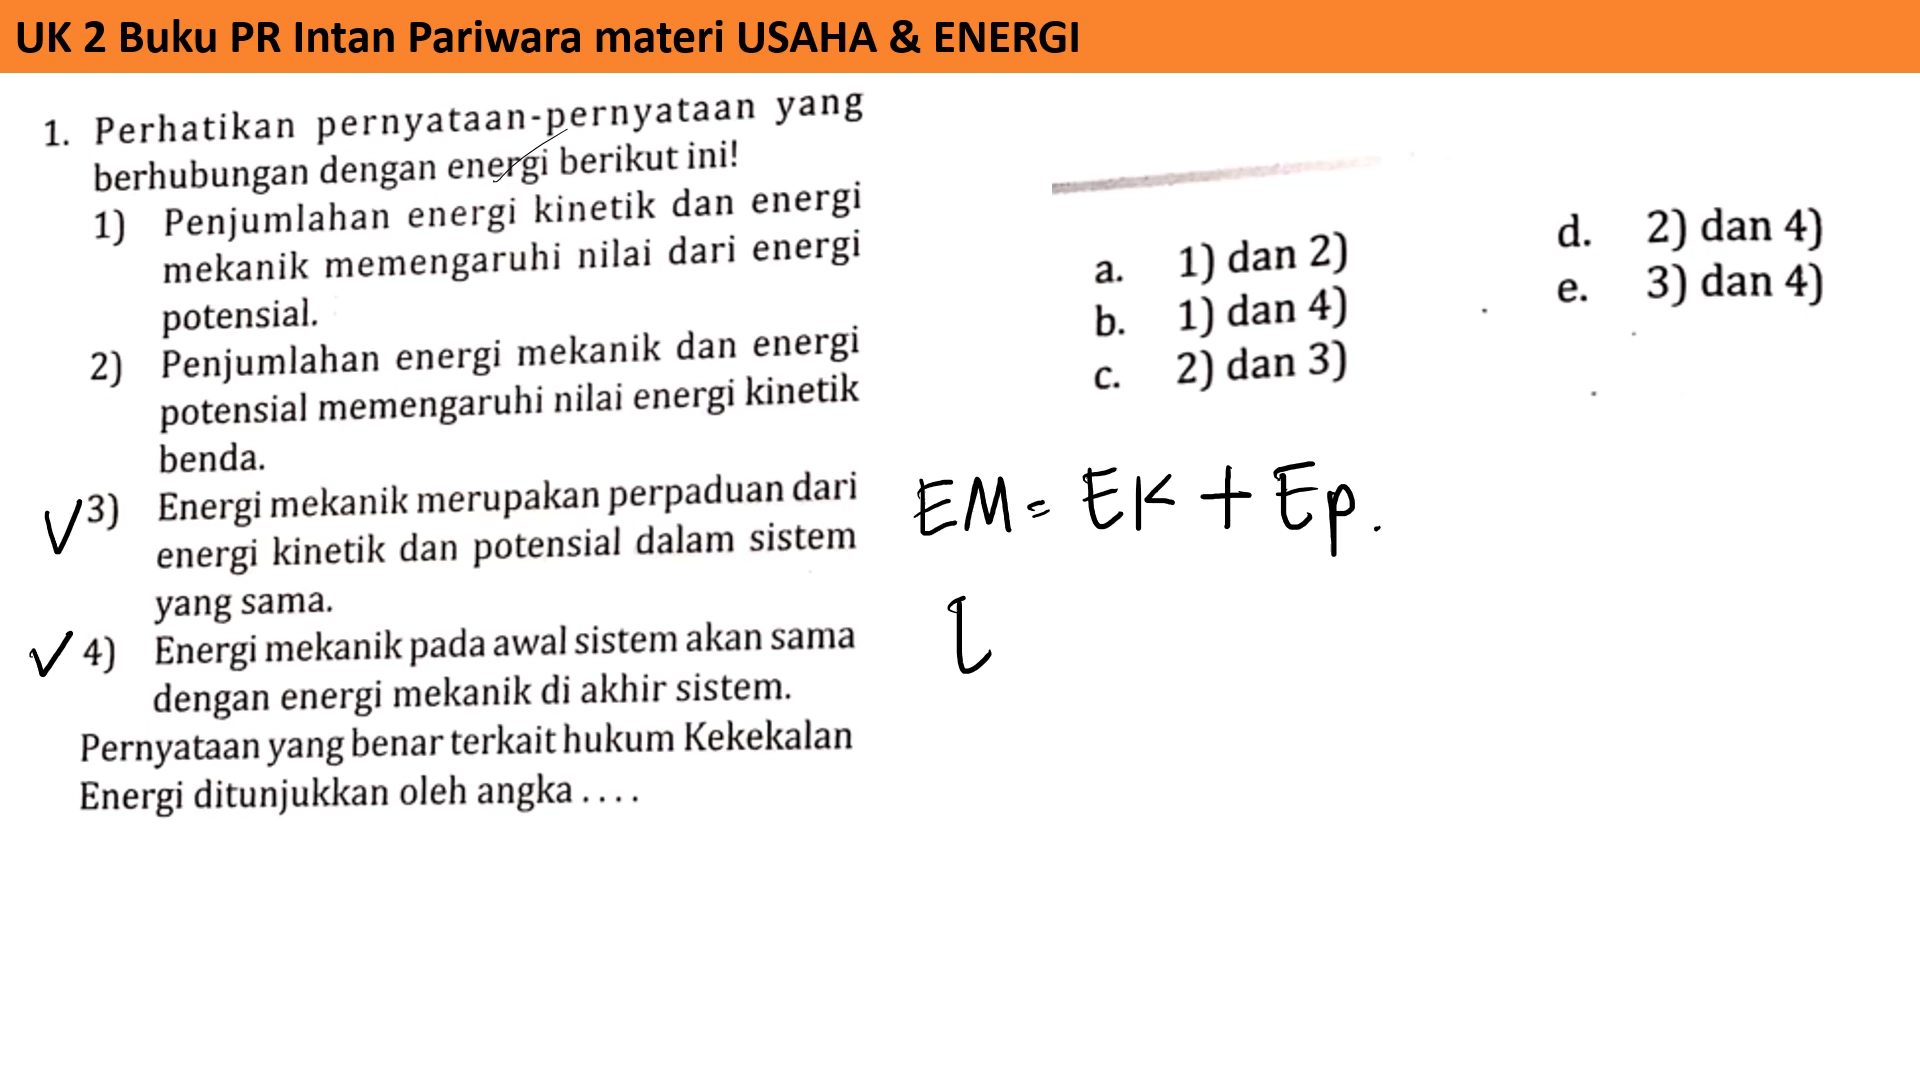 UK 2 Buku PR Intan Pariwara materi USAHA & ENERGI
1. Perhatikan pernyataan-pernyataan yang
berhubungan dengan energi berikut ini!
1) Penjumlahan energi kinetik dan energi
mekanik memengaruhi nilai dari energi
potensial.
2) Penjumlahan energi mekanik dan energi
potensial memengaruhi nilai energi kinetik
benda.
3) Energi mekanik merupakan perpaduan dari
energi kinetik dan potensial dalam sistem
yang sama.
4) Energi mekanik pada awal sistem akan sama
dengan energi mekanik di akhir sistem.
Pernyataan yang benar terkait hukum Kekekalan
Energi ditunjukkan oleh angka . . . .
a. 1) dan 2)
b. 1) dan 4)
c. 2) dan 3)
d. 2) dan 4)
e. 3) dan 4)
EM = EK + Ep.